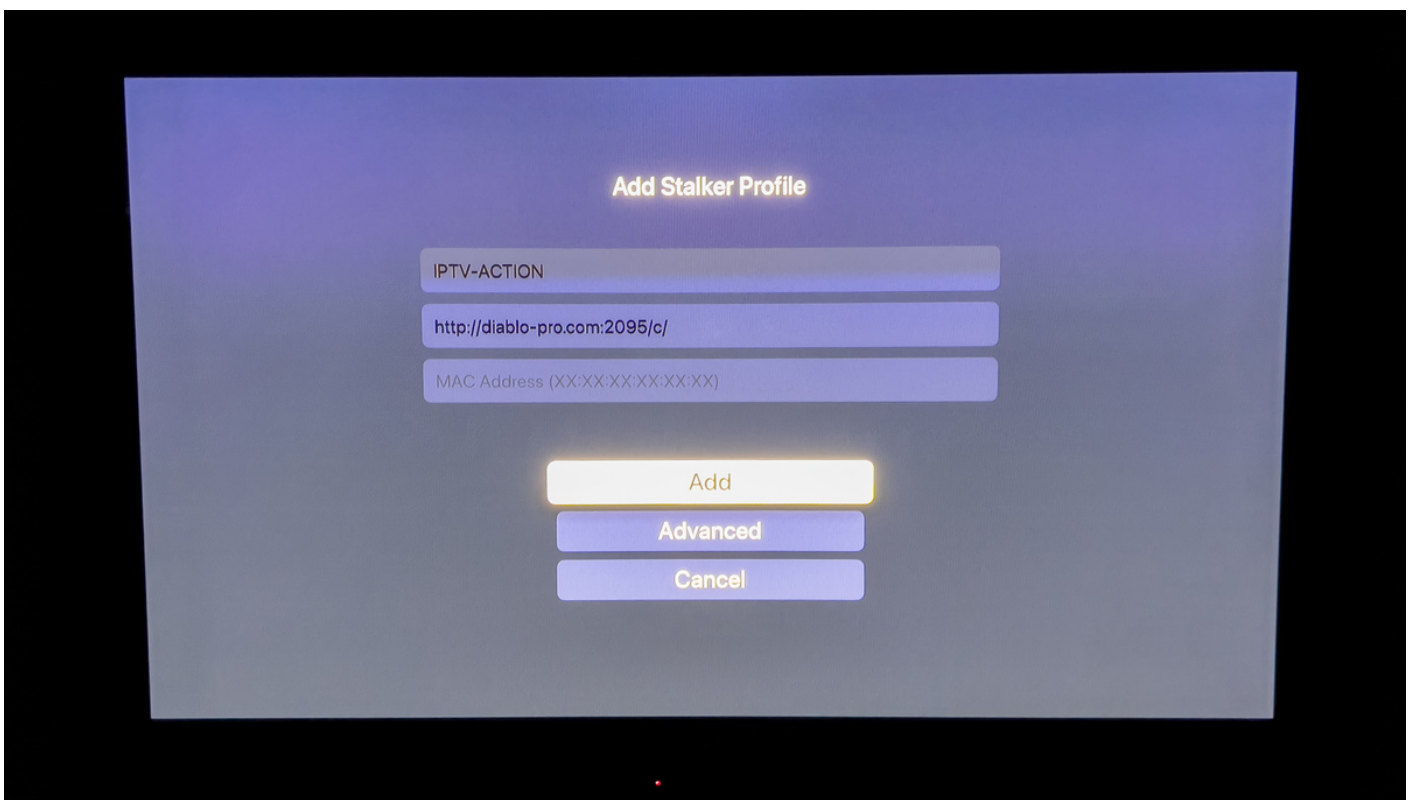 Add Stalker Profile
IPTV-ACTION
http://diablo-pro.com:2095/c/
MAC Address (XX:XX:XX:XX:XX:XX)
Add
Advanced
Cancel